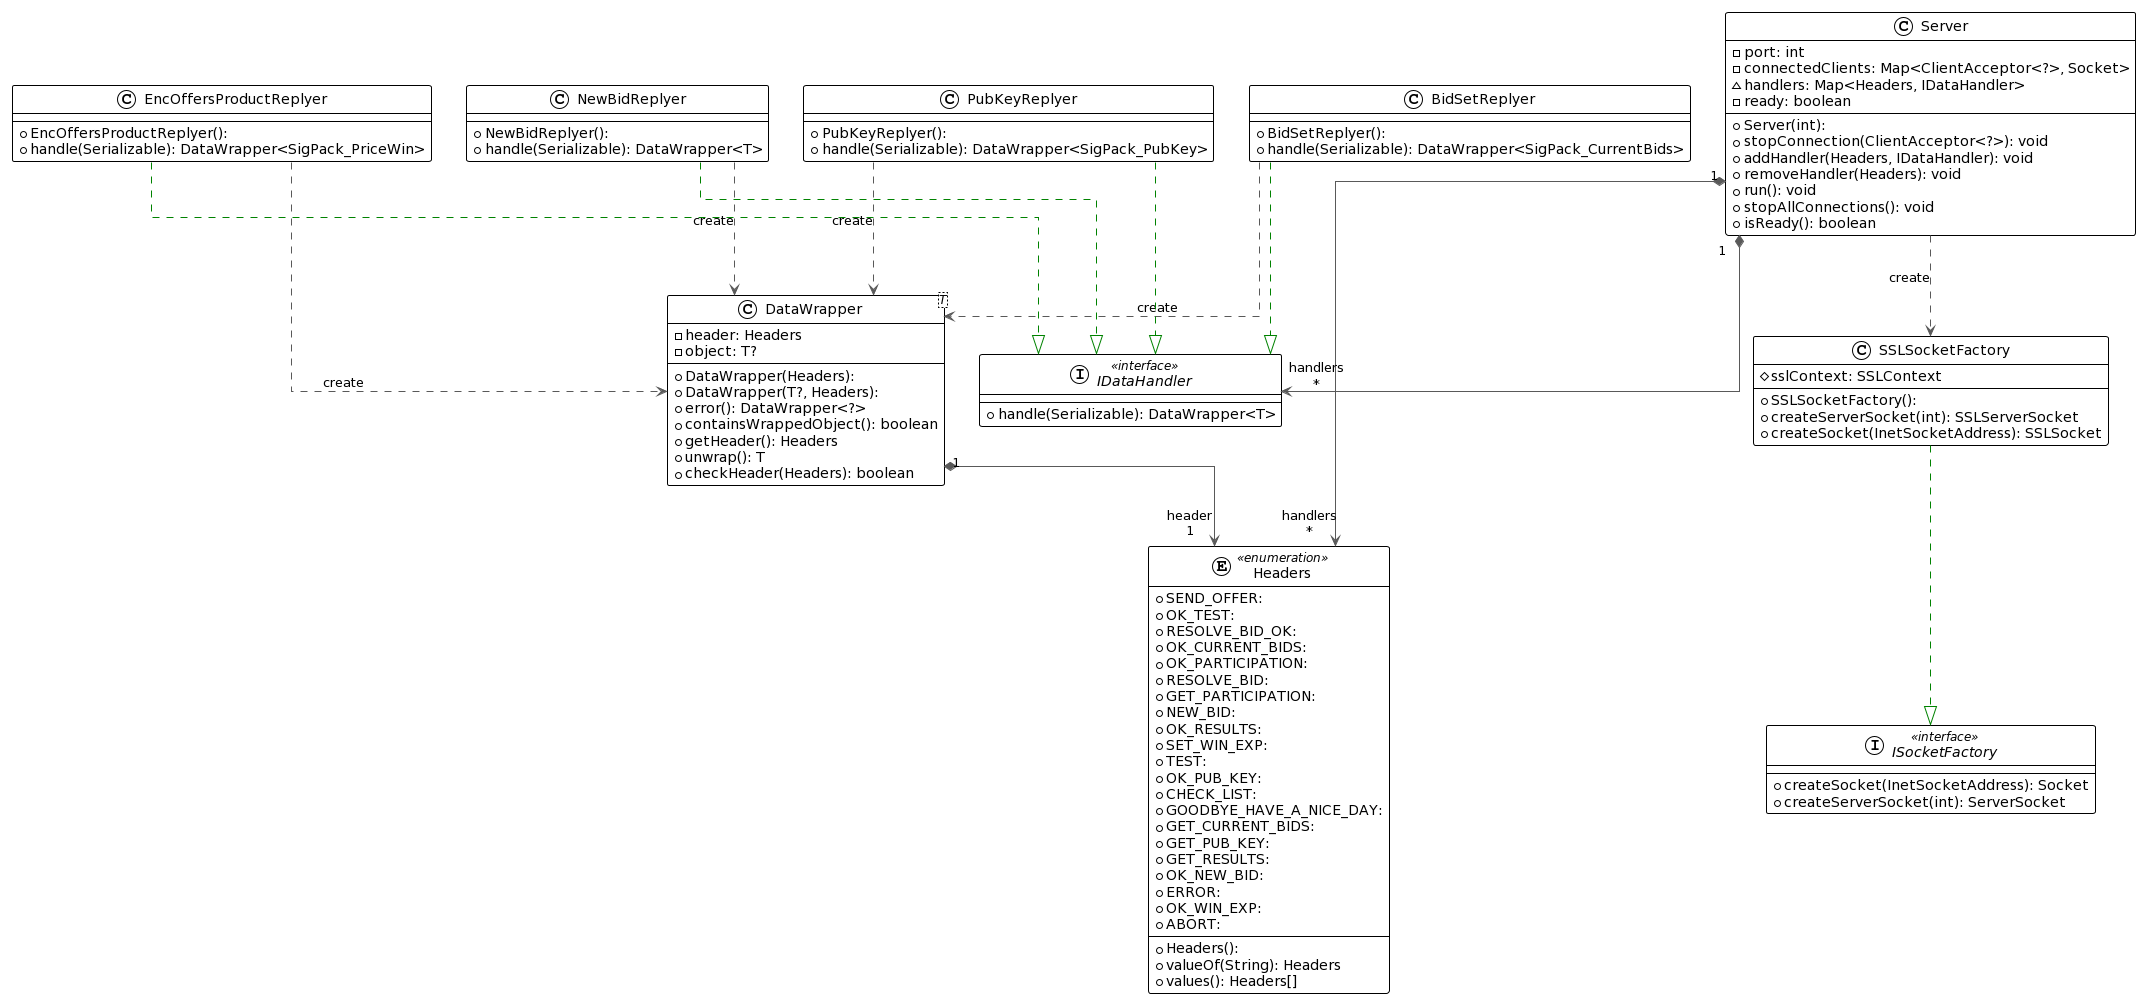 C Server
port: int
connectedClients: Map<ClientAcceptor<?>, Socket>
handlers: Map<Headers, IDataHandler>
ready: boolean
Server(int):
stopConnection(ClientAcceptor<?>): void
addHandler(Headers, IDataHandler): void
removeHandler(Headers): void
run(): void
stopAllConnections(): void
isReady(): boolean
C EncOffersProductReplyer
EncOffersProductReplyer():
handle(Serializable): DataWrapper<SigPack_PriceWin>
C NewBidReplyer
NewBidReplyer():
handle(Serializable): DataWrapper<T>
C PubKeyReplyer
PubKeyReplyer():
handle(Serializable): DataWrapper<SigPack_PubKey>
C BidSetReplyer
BidSetReplyer():
handle(Serializable): DataWrapper<SigPack_CurrentBids>
1
1
create
create
create
create
create
C DataWrapper
T
header: Headers
object: T?
DataWrapper(Headers):
DataWrapper(T?, Headers):
error(): DataWrapper<?>
containsWrappedObject(): boolean
getHeader(): Headers
unwrap(): T
checkHeader(Headers): boolean
I «interface»
IDataHandler
handle(Serializable): DataWrapper<T>
handlers
*
C SSLSocketFactory
sslContext: SSLContext
SSLSocketFactory():
createServerSocket(int): SSLServerSocket
createSocket(InetSocketAddress): SSLSocket
1
header
1
handlers
*
E «enumeration»
Headers
SEND_OFFER:
OK_TEST:
RESOLVE_BID_OK:
OK_CURRENT_BIDS:
OK_PARTICIPATION:
RESOLVE_BID:
GET_PARTICIPATION:
NEW_BID:
OK_RESULTS:
SET_WIN_EXP:
TEST:
OK_PUB_KEY:
CHECK_LIST:
GOODBYE_HAVE_A_NICE_DAY:
GET_CURRENT_BIDS:
GET_PUB_KEY:
GET_RESULTS:
OK_NEW_BID:
ERROR:
OK_WIN_EXP:
ABORT:
Headers():
valueOf(String): Headers
values(): Headers[]
I «interface»
ISocketFactory
createSocket(InetSocketAddress): Socket
createServerSocket(int): ServerSocket